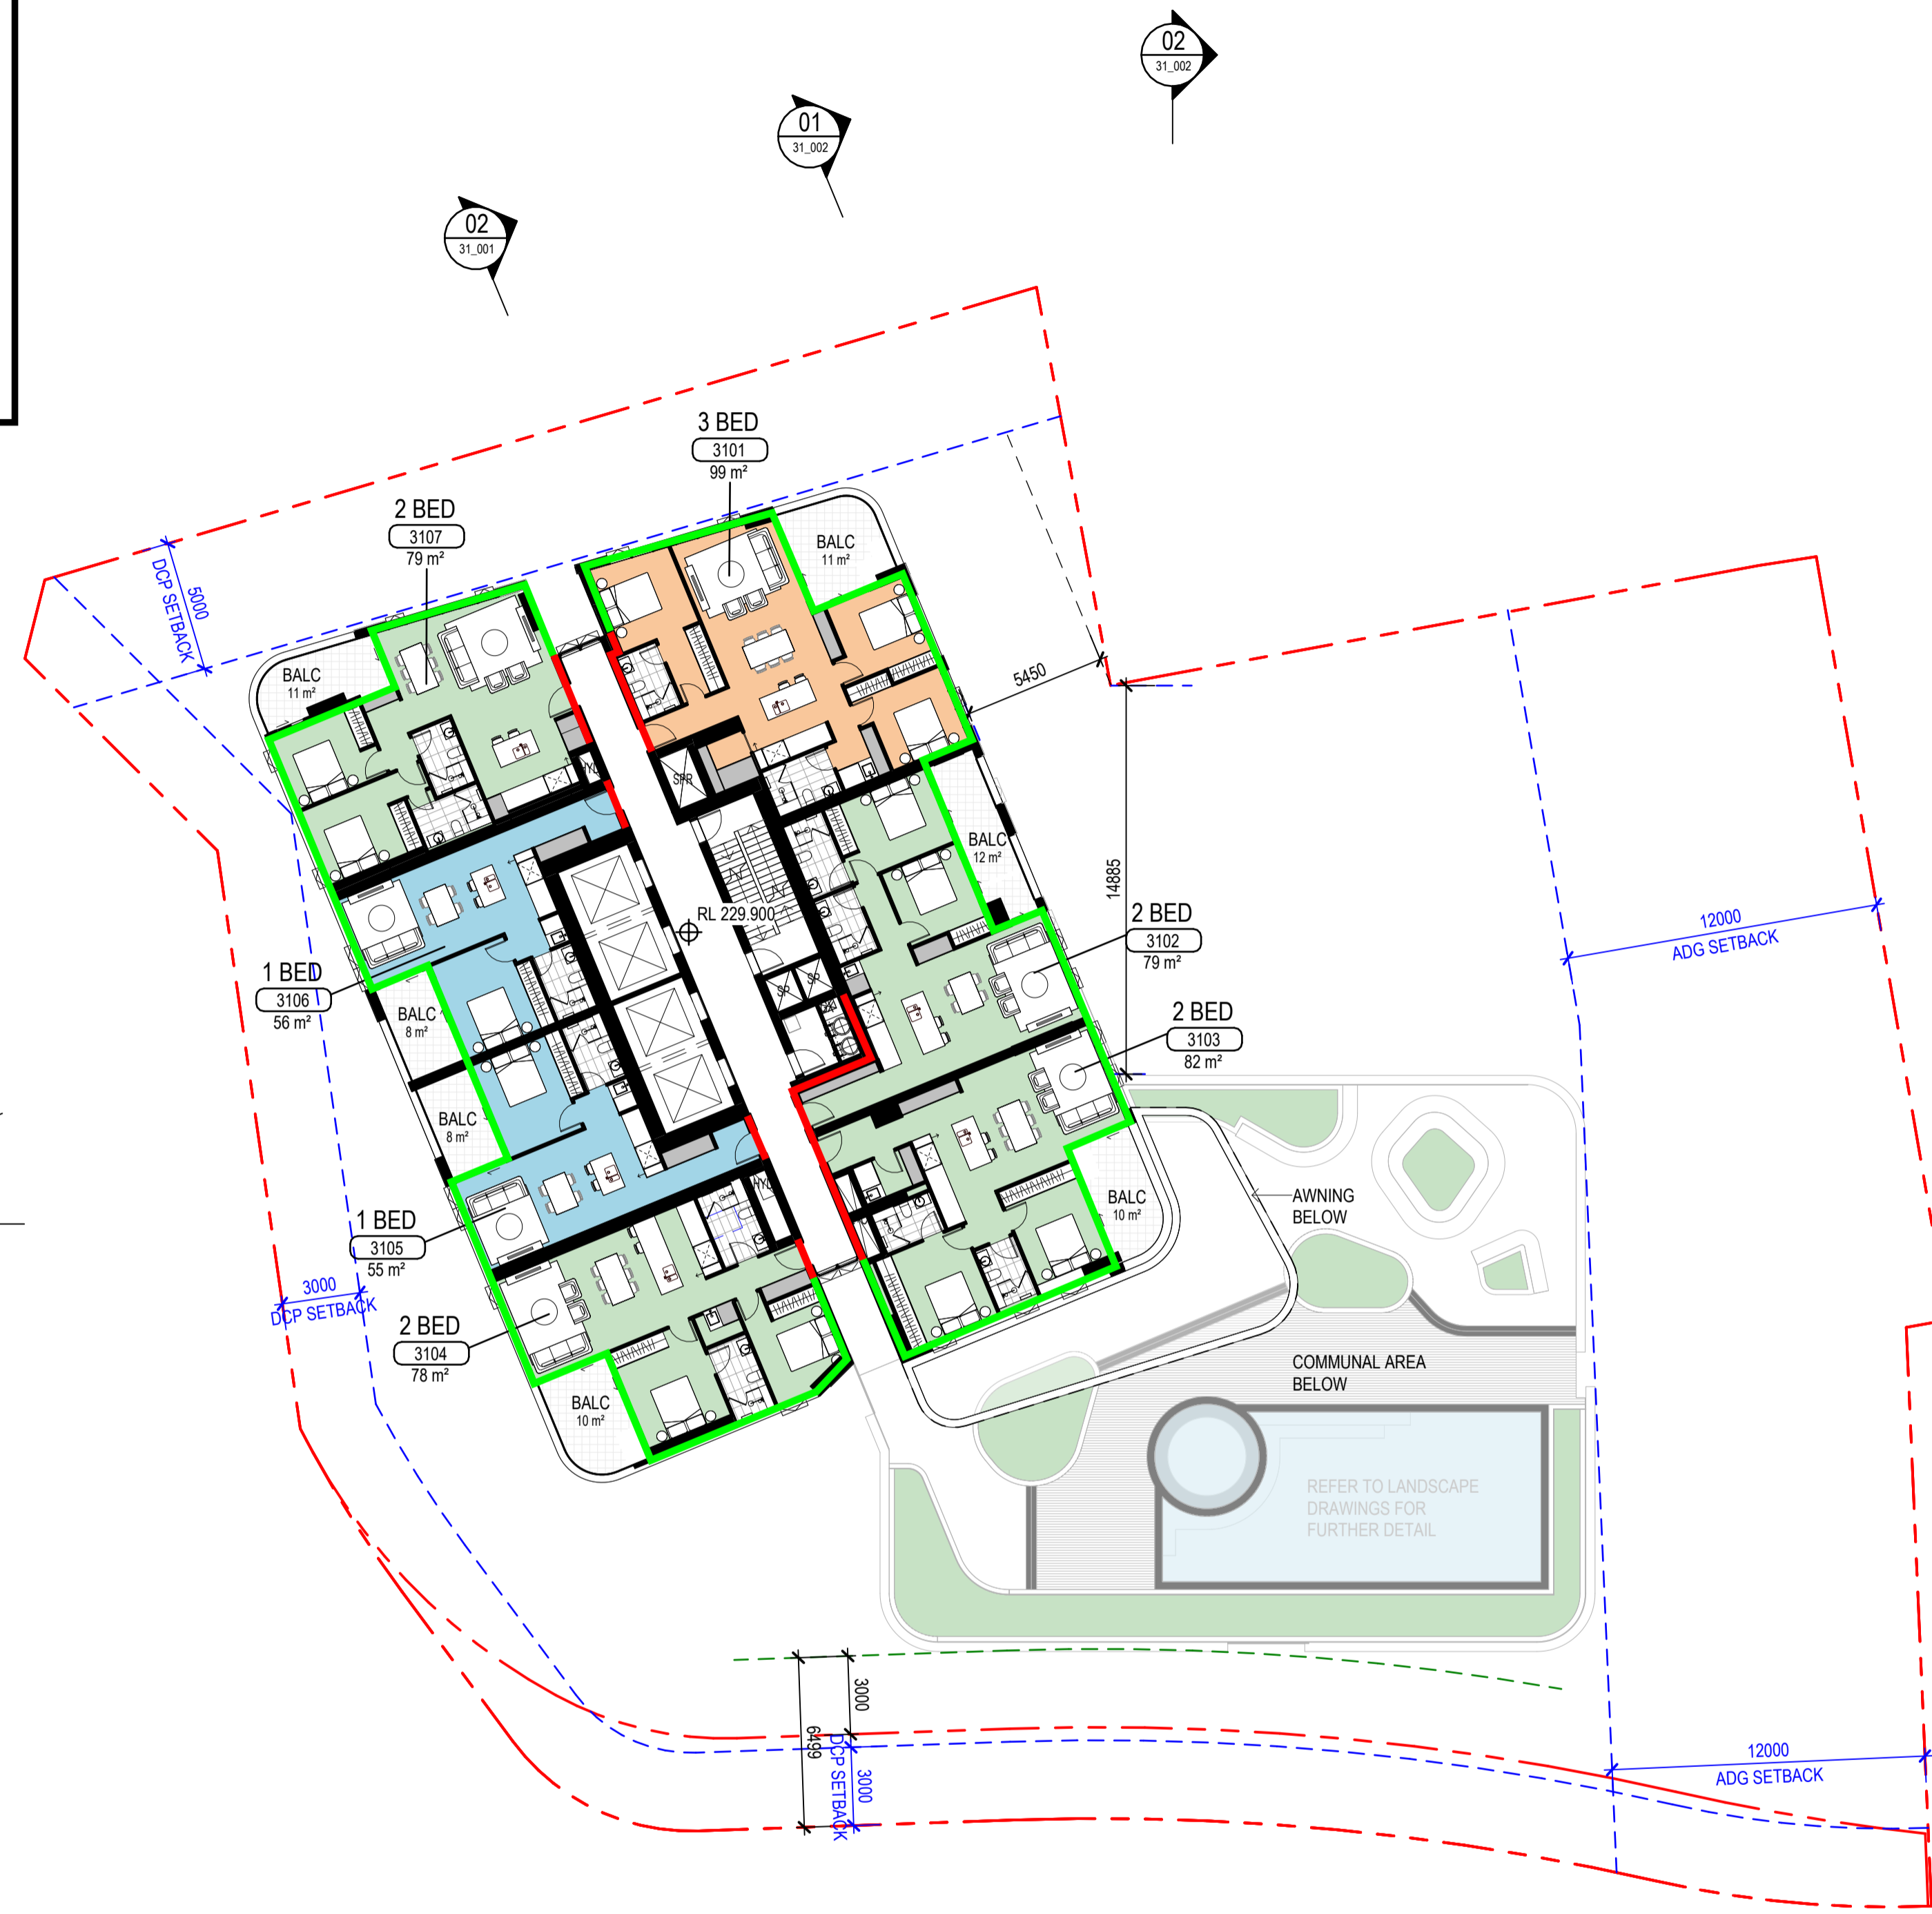 02
31_002
01
31_002
02
31_001
3 BED
3101
99 m²
2 BED
3107
79 m²
BALC
11 m²
5000
DCP SETBACK
BALC
11 m²
5450
SPR
HYD
BALC
12 m²
14885
12000
ADG SETBACK
RL 229.900
2 BED
3102
79 m²
1 BED
3106
56 m²
BALC
8 m²
SP
SP
2 BED
3103
82 m²
BALC
8 m²
HYD
BALC
10 m²
AWNING
BELOW
1 BED
3105
55 m²
3000
DCP SETBACK
2 BED
3104
78 m²
COMMUNAL AREA
BELOW
BALC
10 m²
REFER TO LANDSCAPE
DRAWINGS FOR
FURTHER DETAIL
3000
6499
DCP SETBACK
3000
12000
ADG SETBACK